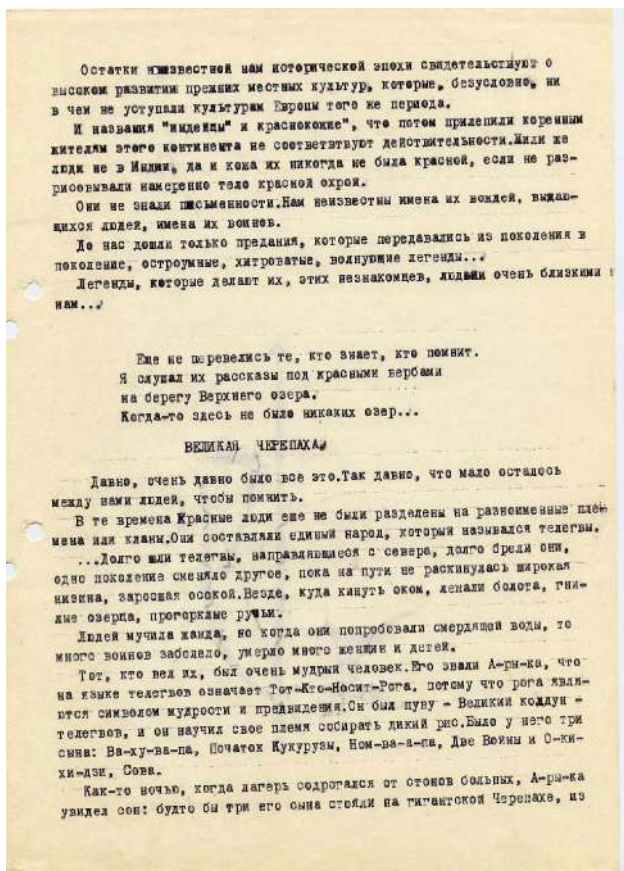 Остатки неизвестной нам исторической эпохи свидетельствуют о
высоком развитии прежних местных культур, которые, безусловно, ни
в чем не уступали культурам Европы того же периода.
И названия "индейцы" и краснокожие", что потом прилепили коренным
жителям этого континента не соответвтвуют действительности.Жили же
люди не в Индии, да и кожа их никогда не была красной, если не раз-
рисовывали намеренно тело красной охрой.
Они не знали письменности.Нам неизвестны имена их вождей, выдаю-
щихся людей, имена их воинов.
До нас дошли только предания, которые передавались из поколения в
поколение, остроумные, хитроватые, волнующие легенды...
Легенды, которые делают их, этих незнакомцев, людьми очень близкими
нам...
Еще не перевелись те, кто знает, кто помнит.
Я слушал их рассказы под красными вербами
на берегу Верхнего озера.
Когда-то здесь не было никаких озер...
ВЕЛИКАЯ ЧЕРЕПАХА
Давно, очень давно было все это.Так давно, что мало осталось
между нами людей, чтобы помнить.
В те времена Красные люди еще не были разделены на разноименные пле-
мена или кланы.Они составляли единый народ, который назывался телегвы.
...Долго шли телегвы, направляющиеся с севера, долго брели они,
одно поколение сменяло другое, пока на пути не раскинулась широкая
низина, заросшая осокой.Везде, куда кинуть оком, лежали болота, гни-
лые озерца, прогорклые ручьи.
Людей мучила жажда, но когда они попробовали смердящей воды, то
много воинов заболело, умерло много женщин и детей.
Тот, кто вел их, был очень мудрый человек.Его звали А-ры-ка, что
на языке телегвов означает Тот-Кто-Носит-Рога, потому что рога явля-
ются символом мудрости и предвидения.Он был пуву - Великий колдун -
телегвов, и он научил свое племя собирать дикий рис.Было у него три
сына: Ва-ху-ва-па, Початок Кукурузы, Ном-ва-а-па, Две Войны и О-ки-
хи-дзи, Сова.
Как-то ночью, когда лагерь содрогался от стонов больных, А-ры-ка
увидел сон: будто бы три его сына стояли на гигантской Черепахе, из